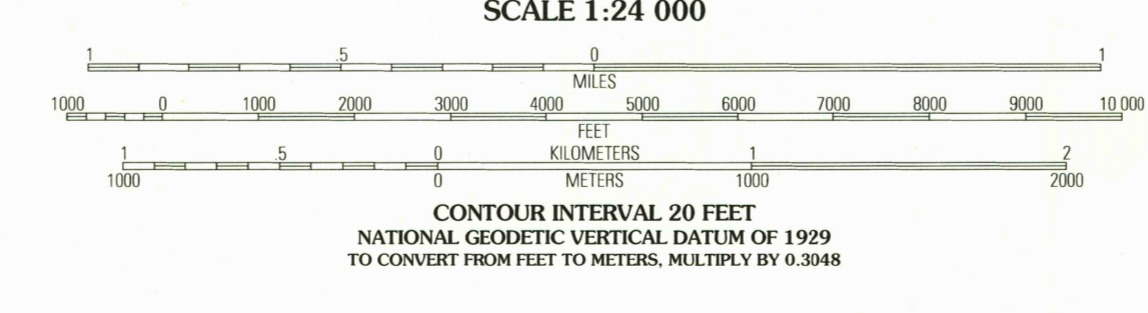 SCALE 1:24 000
1 .5 0 1
MILES
1000 0 1000 2000 3000 4000 5000 6000 7000 8000 9000 10 000
FEET
1 .5 0 KILOMETERS 1 2
1000 0 METERS 1000 2000
CONTOUR INTERVAL 20 FEET
NATIONAL GEODETIC VERTICAL DATUM OF 1929
TO CONVERT FROM FEET TO METERS, MULTIPLY BY 0.3048